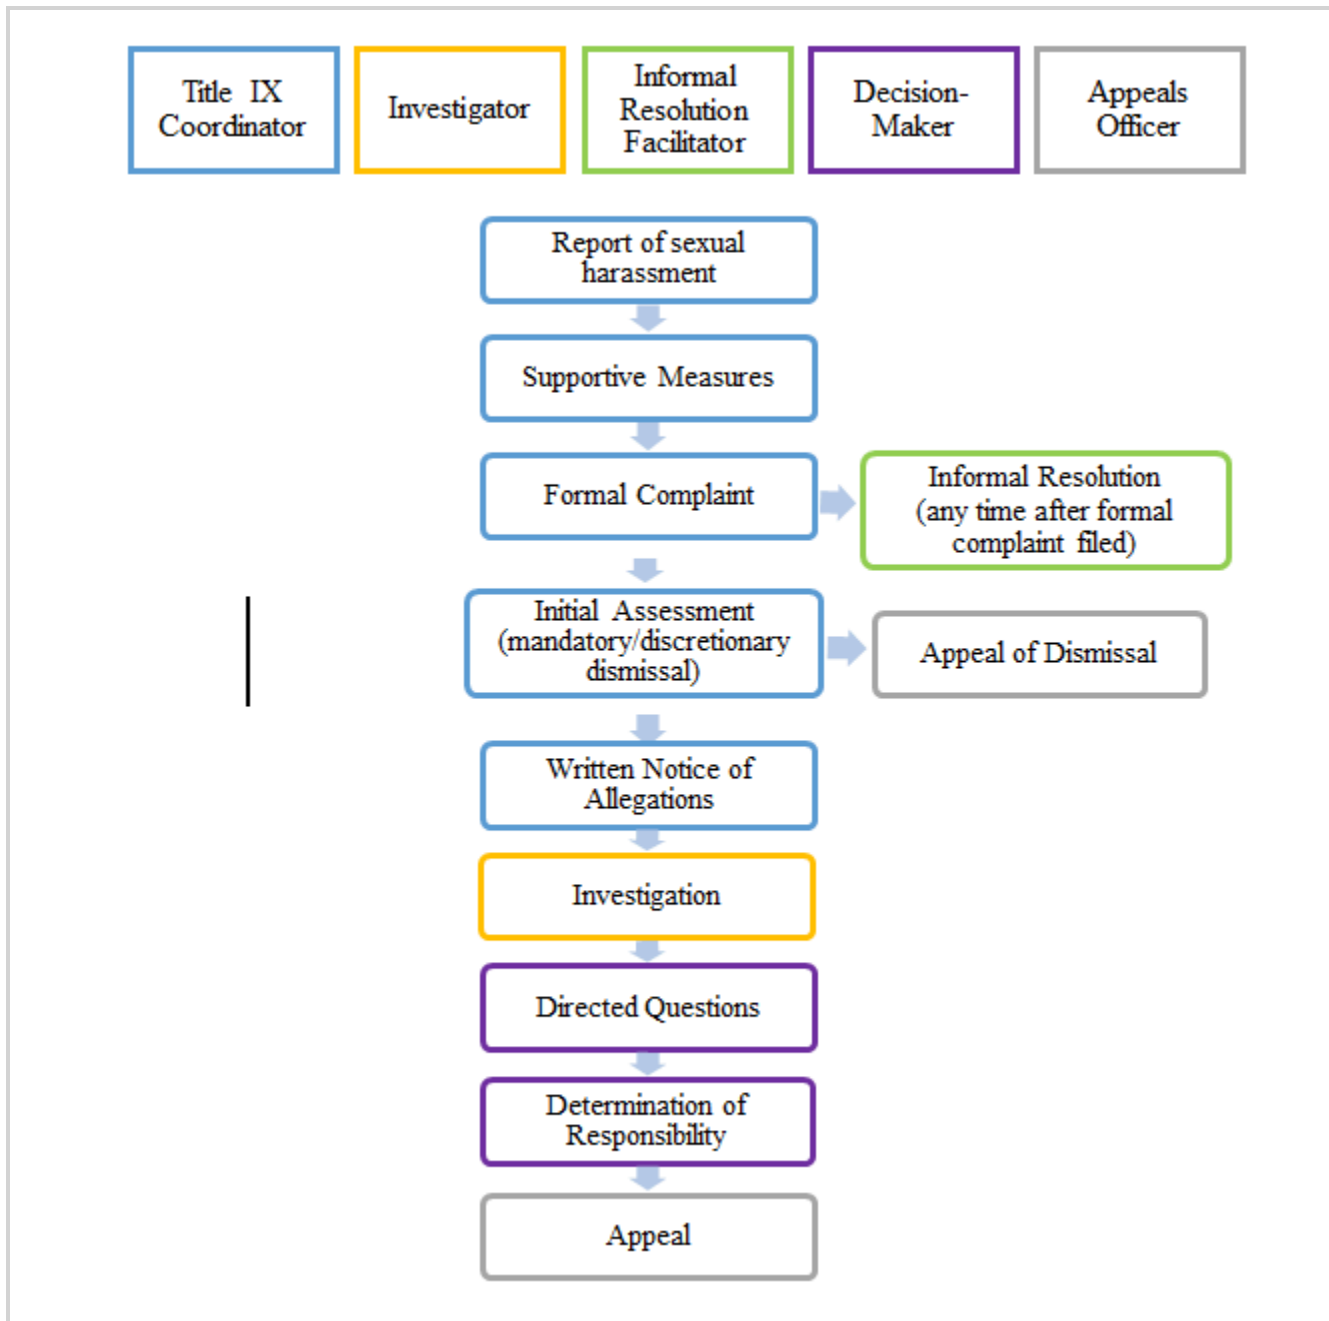 Title IX
Coordinator
Investigator
Informal
Resolution
Facilitator
Decision-
Maker
Appeals
Officer
Report of sexual
harassment
Supportive Measures
Formal Complaint
Informal Resolution
(any time after formal
complaint filed)
Initial Assessment
(mandatory/discretionary
dismissal)
Appeal of Dismissal
Written Notice of
Allegations
Investigation
Directed Questions
Determination of
Responsibility
Appeal